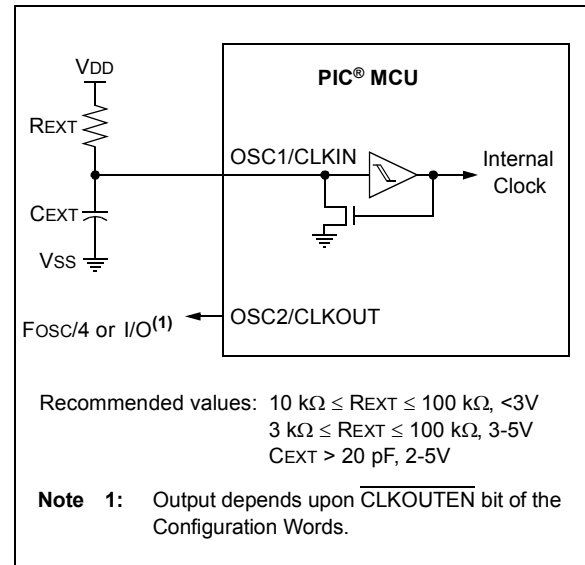 VDD
PIC® MCU
REXT
OSC1/CLKIN
Internal
Clock
CEXT
VSS
OSC2/CLKOUT
FOSC/4 or I/O(1)
Recommended values: 10 kΩ ≤ REXT ≤ 100 kΩ, <3V
3 kΩ ≤ REXT ≤ 100 kΩ, 3-5V
CEXT > 20 pF, 2-5V
Note 1: Output depends upon C̅L̅K̅O̅U̅T̅E̅N̅ bit of the
Configuration Words.